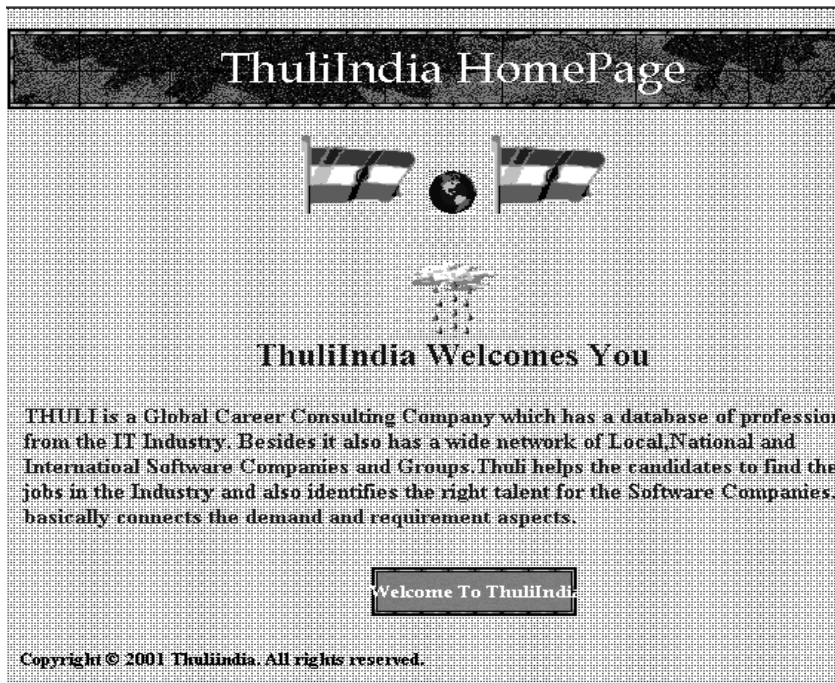 ThuliIndia HomePage
ThuliIndia Welcomes You
THULI is a Global Career Consulting Company which has a database of profession
from the IT Industry. Besides it also has a wide network of Local,National and
Internatioal Software Companies and Groups.Thuli helps the candidates to find the
jobs in the Industry and also identifies the right talent for the Software Companies.
basically connects the demand and requirement aspects.
Welcome To ThuliIndia
Copyright © 2001 Thuliindia. All rights reserved.